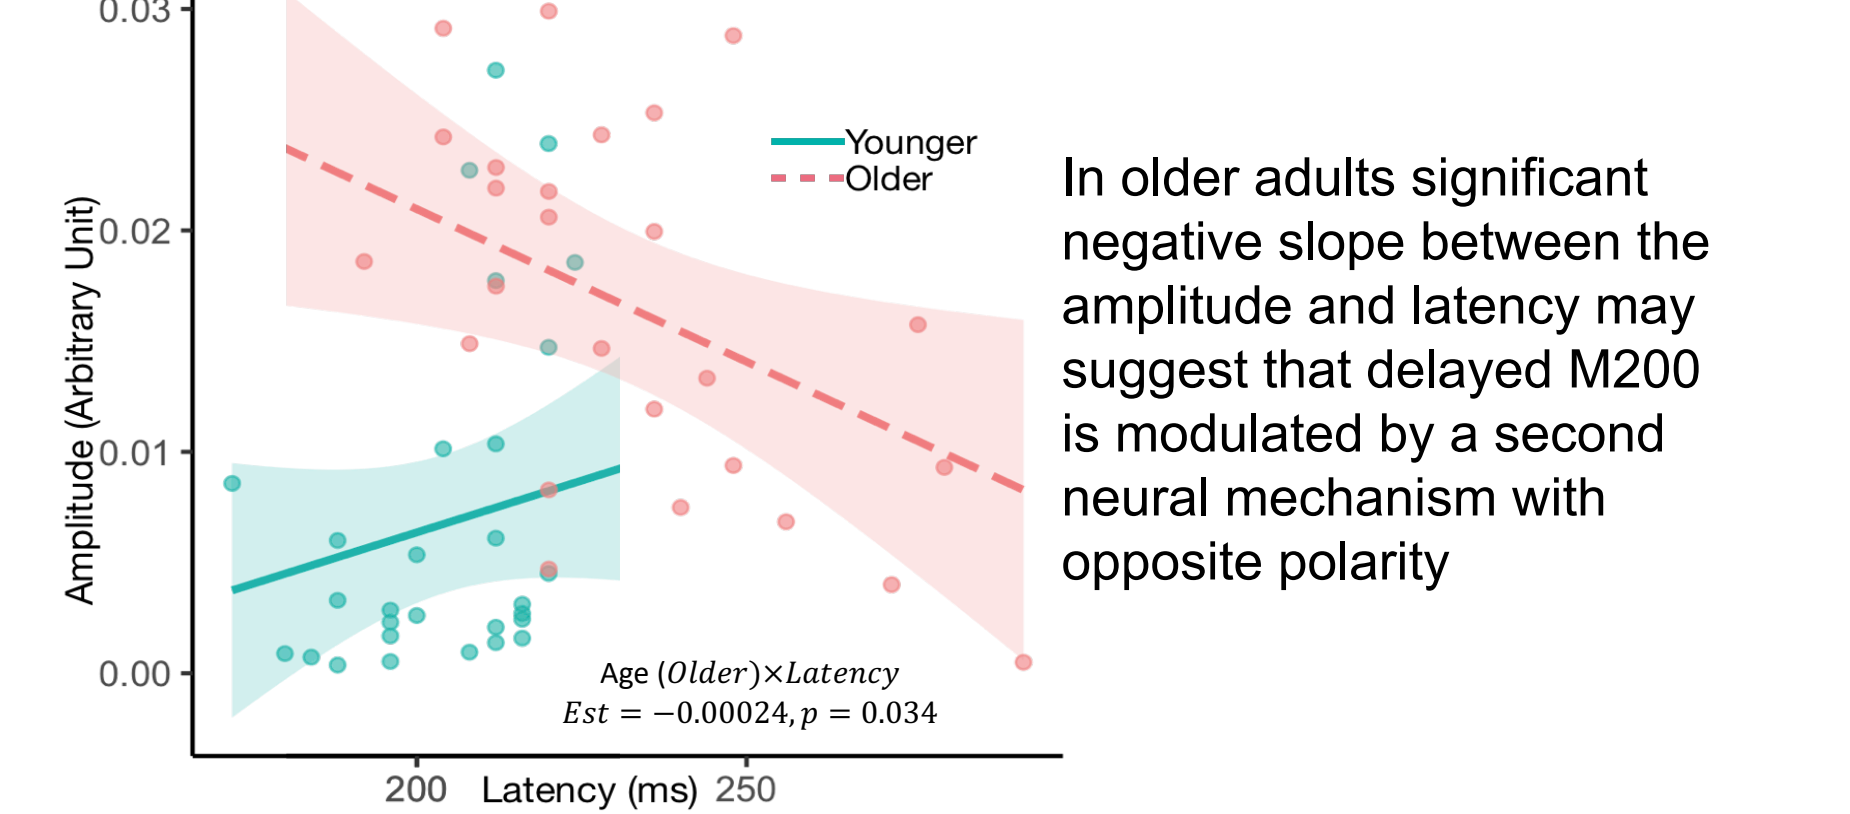 0.03
Younger
Older
0.02
0.01
0.00
Amplitude (Arbitrary Unit)
Age (Older)×Latency
Est = −0.00024, p = 0.034
200
Latency (ms)
250
In older adults significant
negative slope between the
amplitude and latency may
suggest that delayed M200
is modulated by a second
neural mechanism with
opposite polarity